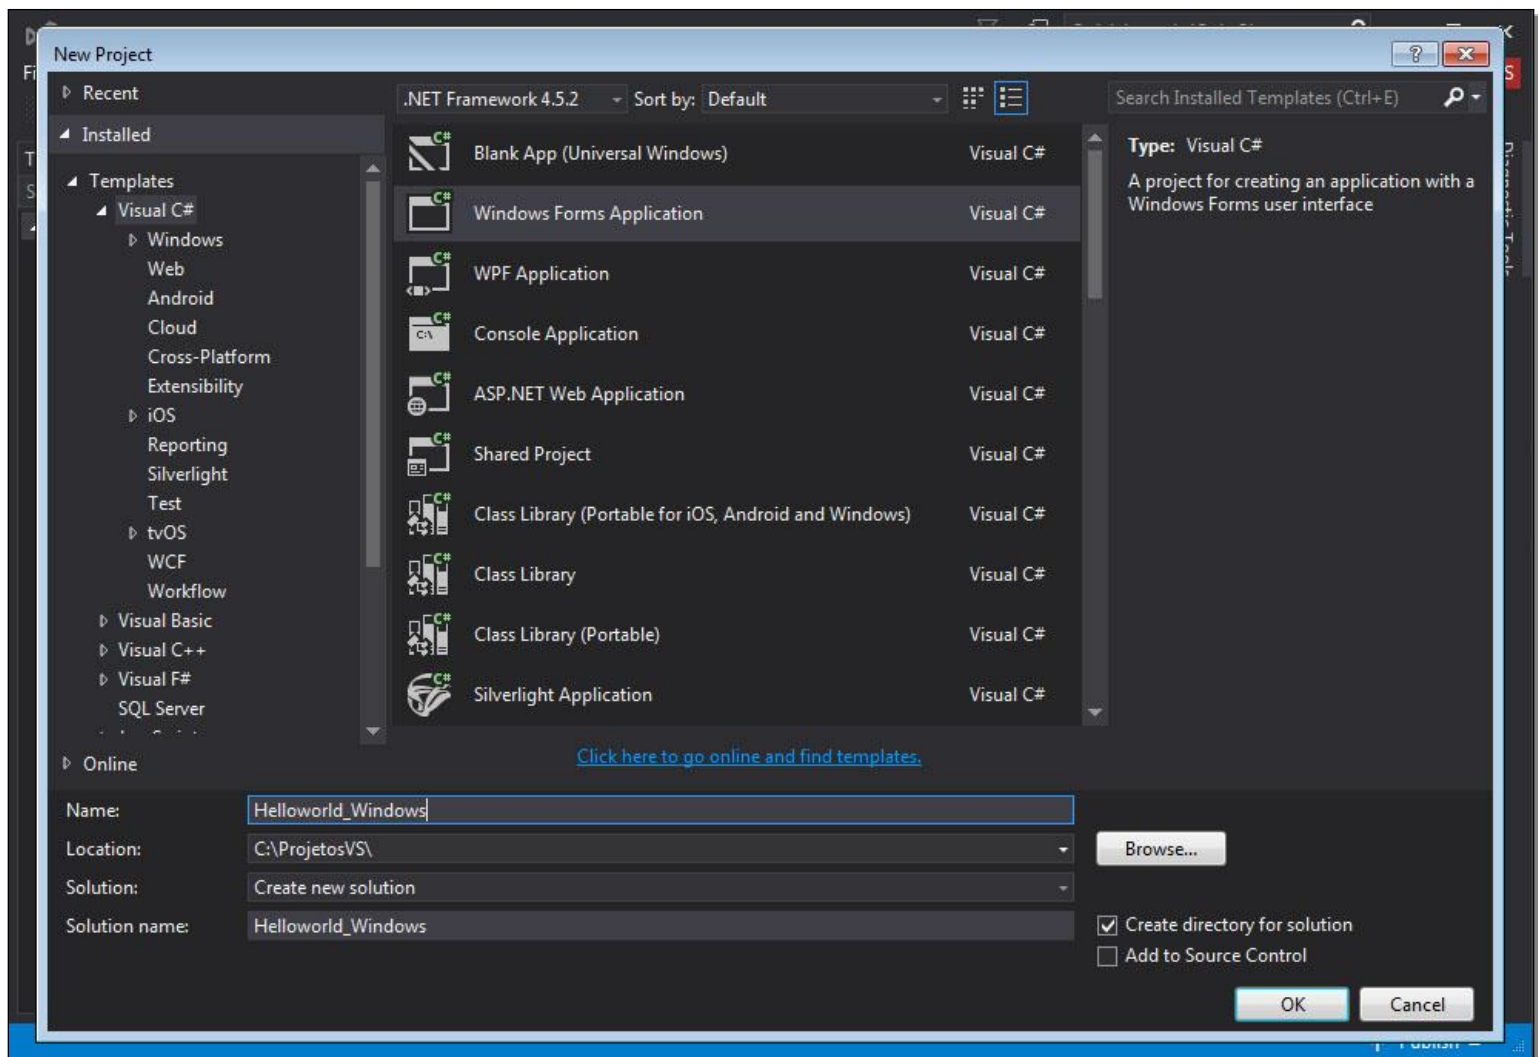 New Project
Recent
.NET Framework 4.5.2
Sort by: Default
Search Installed Templates (Ctrl+E)
Installed
Templates
Visual C#
Windows
Web
Android
Cloud
Cross-Platform
Extensibility
iOS
Reporting
Silverlight
Test
tvOS
WCF
Workflow
Visual Basic
Visual C++
Visual F#
SQL Server
Online
Blank App (Universal Windows) Visual C#
Windows Forms Application Visual C#
WPF Application Visual C#
Console Application Visual C#
ASP.NET Web Application Visual C#
Shared Project Visual C#
Class Library (Portable for iOS, Android and Windows) Visual C#
Class Library Visual C#
Class Library (Portable) Visual C#
Silverlight Application Visual C#
Click here to go online and find templates.
Type: Visual C#
A project for creating an application with a
Windows Forms user interface
Name: Helloworld_Windows
Location: C:\ProjetosVS\
Browse...
Solution: Create new solution
Solution name: Helloworld_Windows
Create directory for solution
Add to Source Control
OK Cancel